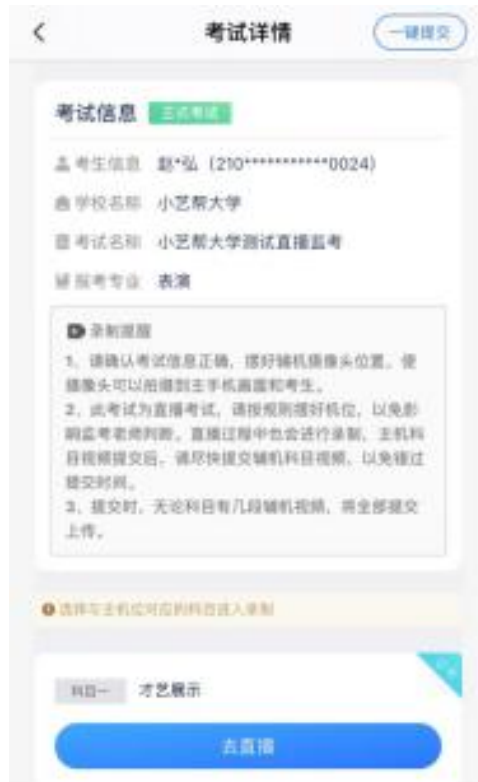 考试详情
一键提交
考试信息
考生信息 赵*弘 (210***********0024)
学校名称 小艺帮大学
考试名称 小艺帮大学测试直播监考
报考专业 表演
录制提醒
1、请确认考试信息正确，摆好辅机摄像头位置，使
摄像头可以拍摄到主手机画面和考生。
2、此考试为直播考试，请按规则摆好机位，以免影
响监考老师判断。直播过程中也会进行录制，主机科
目视频提交后，请尽快提交辅机科目视频，以免错过
提交时间。
3、提交时，无论科目有几段辅机视频，将全部提交
上传。
选择与主机位对应的科目进入录制
科目一 才艺展示
去直播